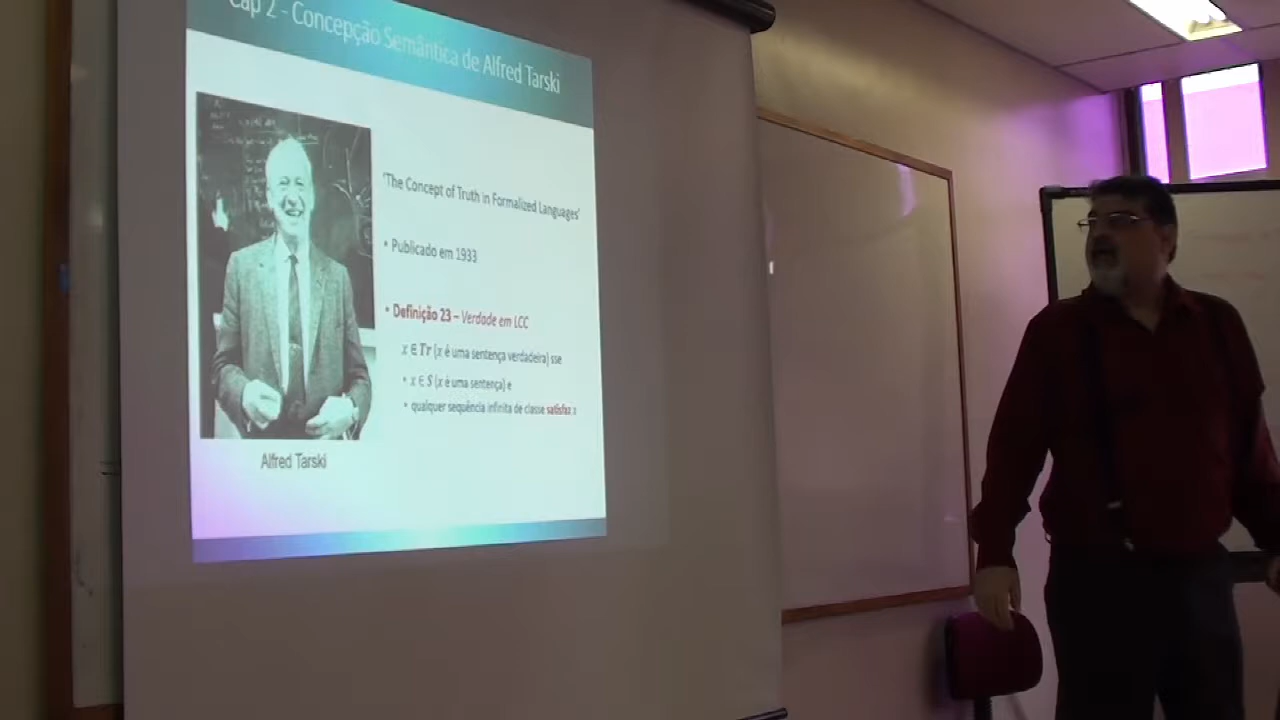 Cap 2 - Concepção Semântica de Alfred Tarski
'The Concept of Truth in Formalized Languages'
• Publicado em 1933
• Definição 23 – Verdade em LCC
x ∈ Tr (x é uma sentença verdadeira) sse
• x ∈ S (x é uma sentença) e
• qualquer sequência infinita de classe satisfaz x
Alfred Tarski